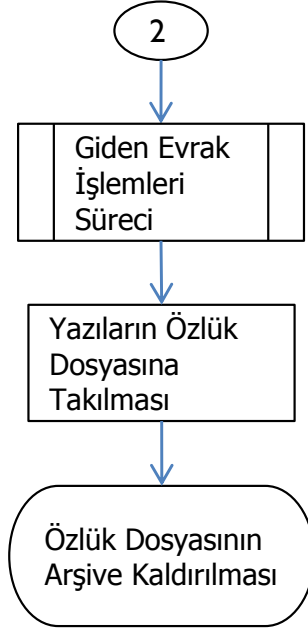 2
Giden Evrak
İşlemleri
Süreci
Yazıların Özlük
Dosyasına
Takılması
Özlük Dosyasının
Arşive Kaldırılması